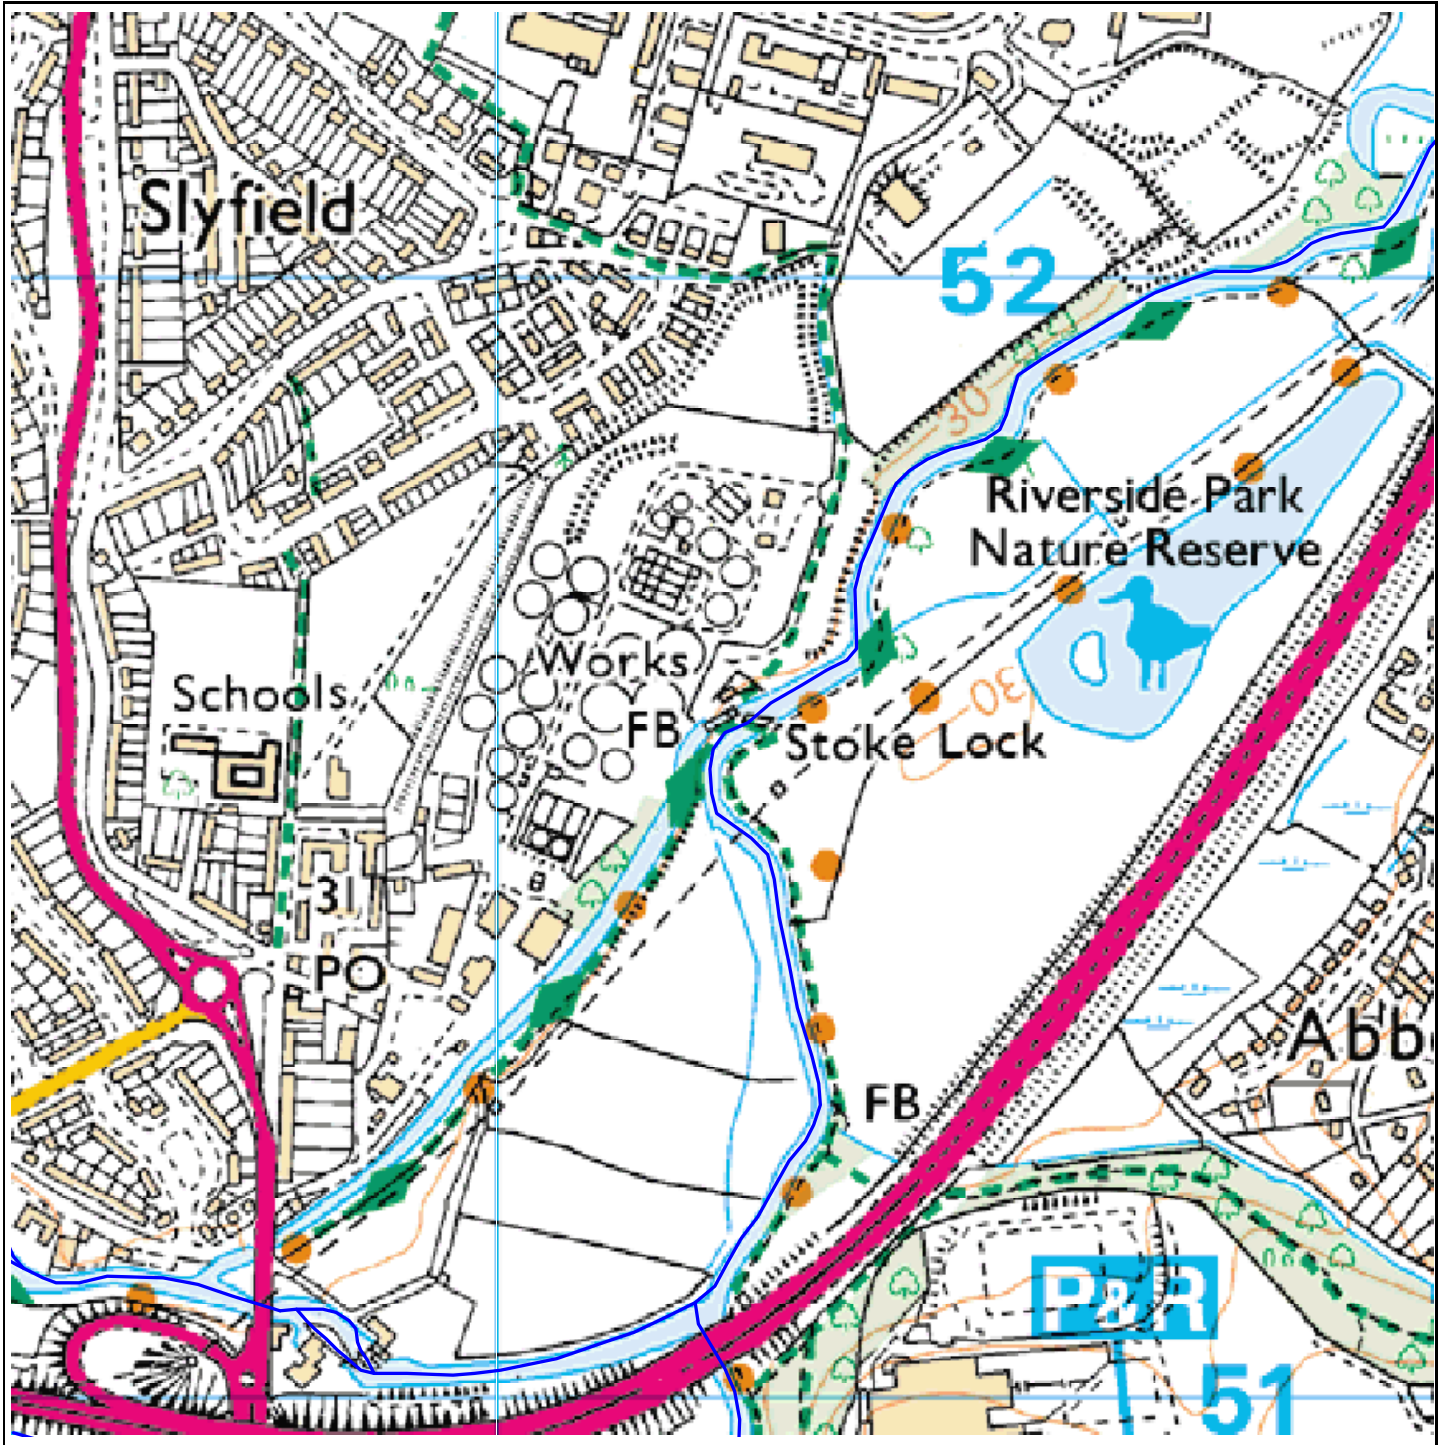 Slyfield
52
30
Riverside Park
Nature Reserve
Works
Schools
FB
Stoke Lock
30
31
PO
Abb
FB
P&R
51